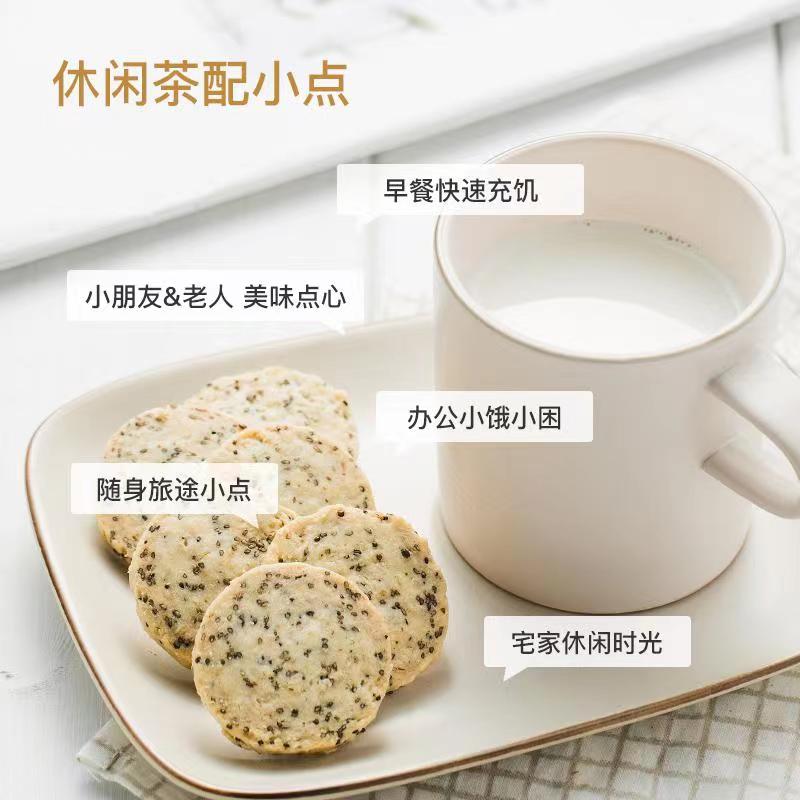 休闲茶配小点
早餐快速充饥
小朋友&老人 美味点心
办公小饿小困
随身旅途小点
宅家休闲时光